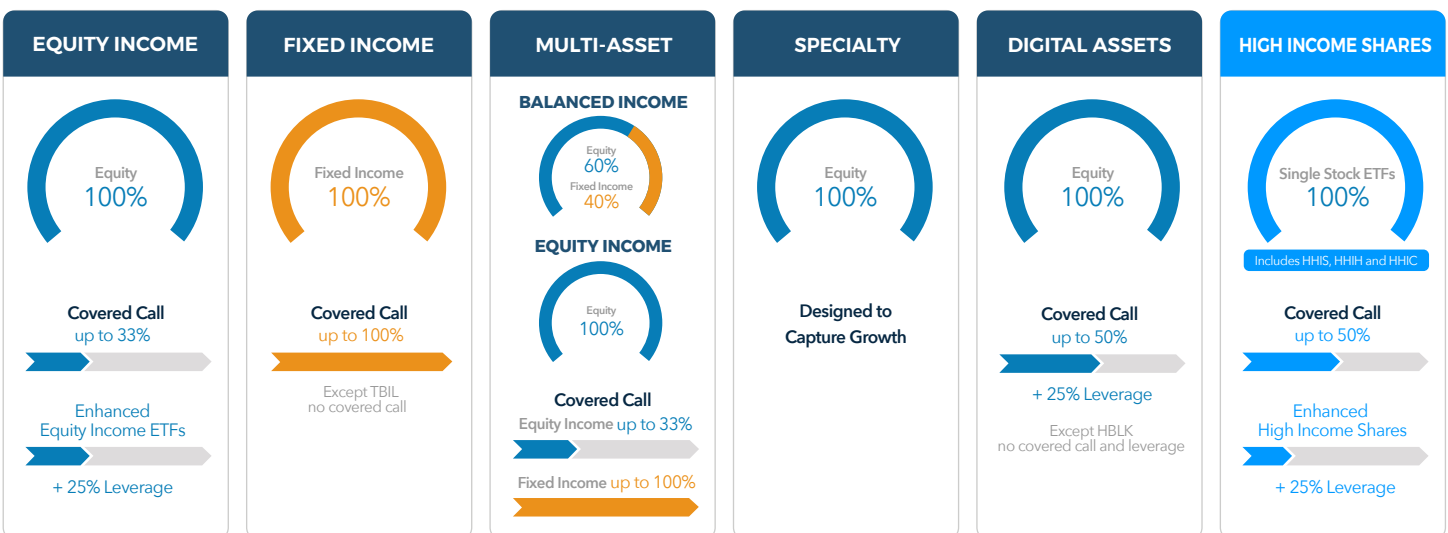 EQUITY INCOME
Equity
100%
Covered Call
up to 33%
Enhanced
Equity Income ETFs
+ 25% Leverage
FIXED INCOME
Fixed Income
100%
Covered Call
up to 100%
Except TBIL
no covered call
MULTI-ASSET
BALANCED INCOME
Equity
60%
Fixed Income
40%
EQUITY INCOME
Equity
100%
Covered Call
Equity Income up to 33%
Fixed Income up to 100%
SPECIALTY
Equity
100%
Designed to
Capture Growth
DIGITAL ASSETS
Equity
100%
Covered Call
up to 50%
+ 25% Leverage
Except HBLK
no covered call and leverage
HIGH INCOME SHARES
Single Stock ETFs
100%
Includes HHIS, HHIH and HHIC
Covered Call
up to 50%
Enhanced
High Income Shares
+ 25% Leverage